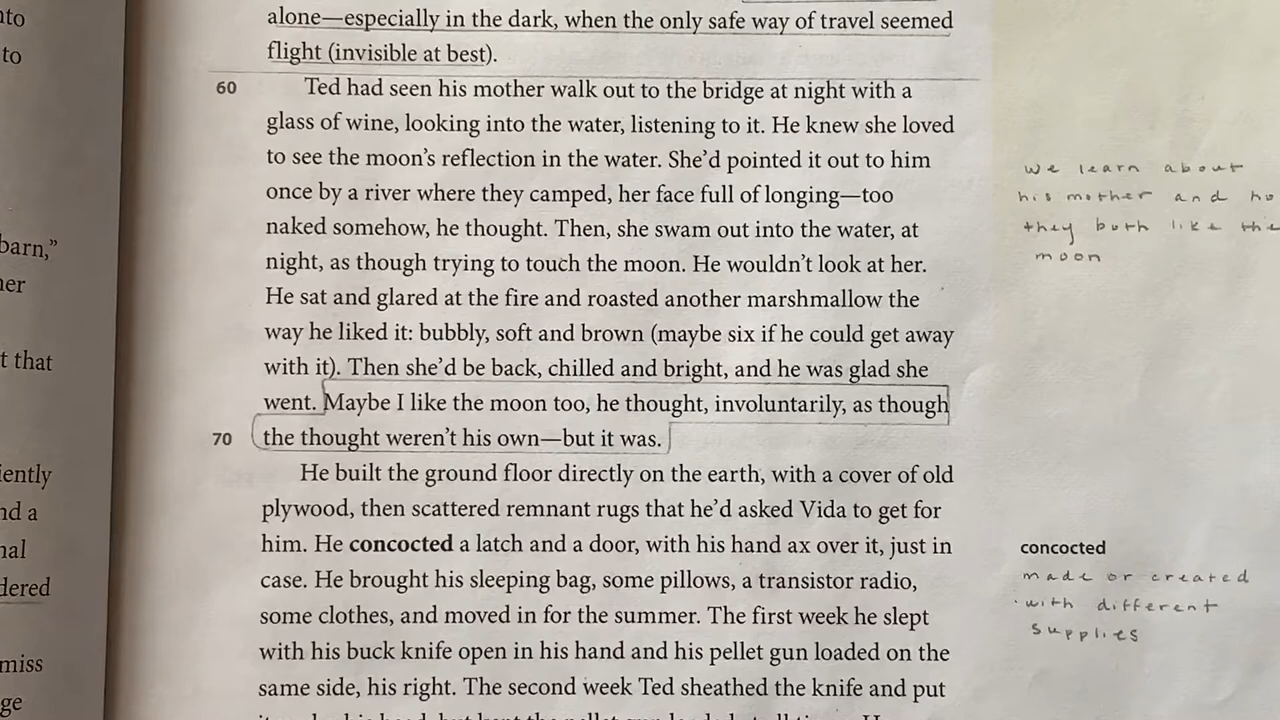 nto
to
barn,”
her
t that
iently
nd a
nal
dered
miss
ge
alone—especially in the dark, when the only safe way of travel seemed
flight (invisible at best).
60 Ted had seen his mother walk out to the bridge at night with a
glass of wine, looking into the water, listening to it. He knew she loved
to see the moon’s reflection in the water. She’d pointed it out to him
once by a river where they camped, her face full of longing—too
naked somehow, he thought. Then, she swam out into the water, at
night, as though trying to touch the moon. He wouldn’t look at her.
He sat and glared at the fire and roasted another marshmallow the
way he liked it: bubbly, soft and brown (maybe six if he could get away
with it). Then she’d be back, chilled and bright, and he was glad she
went. Maybe I like the moon too, he thought, involuntarily, as though
70 the thought weren’t his own—but it was.
He built the ground floor directly on the earth, with a cover of old
plywood, then scattered remnant rugs that he’d asked Vida to get for
him. He concocted a latch and a door, with his hand ax over it, just in
case. He brought his sleeping bag, some pillows, a transistor radio,
some clothes, and moved in for the summer. The first week he slept
with his buck knife open in his hand and his pellet gun loaded on the
same side, his right. The second week Ted sheathed the knife and put
we learn about
his mother and ho
they both like the
moon
concocted
made or created
with different
supplies